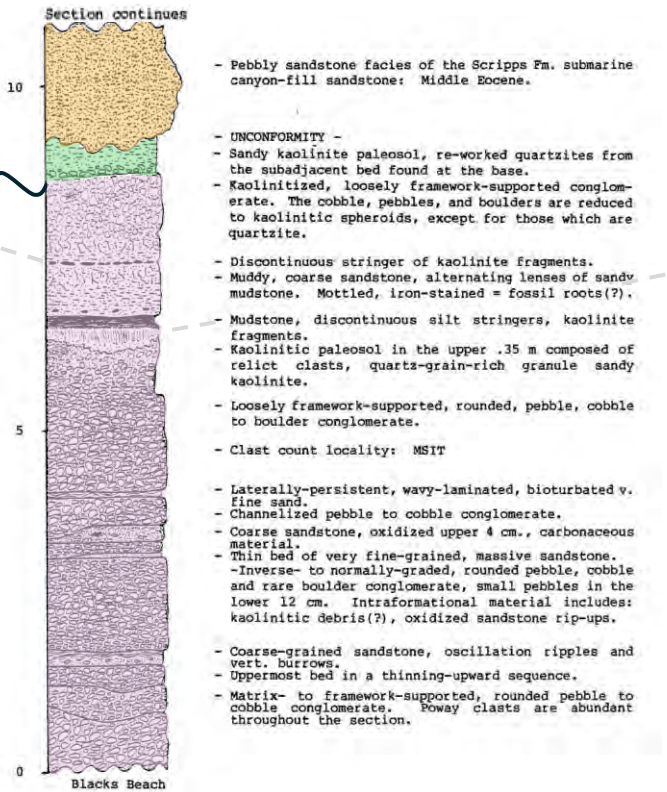 Section continues
10
- Pebbly sandstone facies of the Scripps Fm. submarine
canyon-fill sandstone: Middle Eocene.
- UNCONFORMITY -
- Sandy kaolinite paleosol, re-worked quartzites from
the subadjacent bed found at the base.
- Kaolinitized, loosely framework-supported conglom-
erate. The cobble, pebbles, and boulders are reduced
to kaolinitic spheroids, except for those which are
quartzite.
- Discontinuous stringer of kaolinite fragments.
- Muddy, coarse sandstone, alternating lenses of sandy
mudstone. Mottled, iron-stained = fossil roots(?).
- Mudstone, discontinuous silt stringers, kaolinite
fragments.
- Kaolinitic paleosol in the upper .35 m composed of
relict clasts, quartz-grain-rich granule sandy
kaolinite.
- Loosely framework-supported, rounded, pebble, cobble
to boulder conglomerate.
5
- Clast count locality: MSIT
- Laterally-persistent, wavy-laminated, bioturbated v.
fine sand.
- Channelized pebble to cobble conglomerate.
- Coarse sandstone, oxidized upper 4 cm., carbonaceous
material.
- Thin bed of very fine-grained, massive sandstone.
-Inverse- to normally-graded, rounded pebble, cobble
and rare boulder conglomerate, small pebbles in the
lower 12 cm. Intraformational material includes:
kaolinitic debris(?), oxidized sandstone rip-ups.
- Coarse-grained sandstone, oscillation ripples and
vert. burrows.
- Uppermost bed in a thinning-upward sequence.
- Matrix- to framework-supported, rounded pebble to
cobble conglomerate. Poway clasts are abundant
throughout the section.
0
Blacks Beach